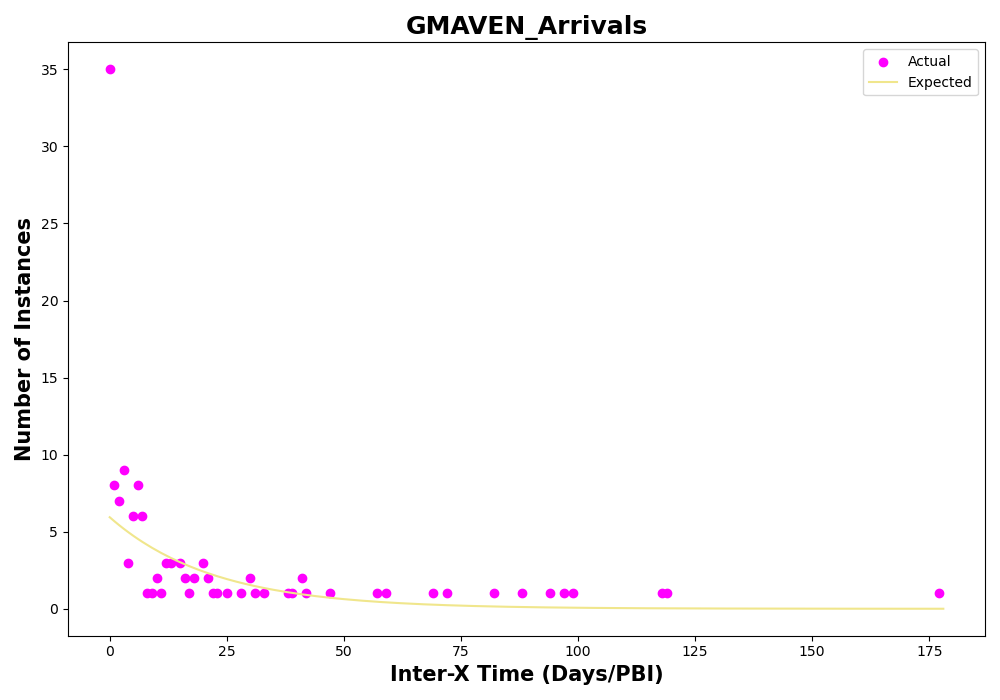 GMAVEN_Arrivals
Actual
Expected
Number of Instances
35
30
25
20
15
10
5
0
0 25 50 75 100 125 150 175
Inter-X Time (Days/PBI)